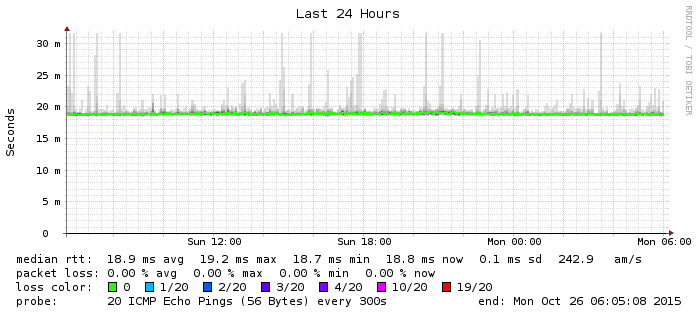 Last 24 Hours
RRDTOOL / TOBI OETIKER
Seconds
30 m
25 m
20 m
15 m
10 m
5 m
0
Sun 12:00 Sun 18:00 Mon 00:00 Mon 06:00
median rtt: 18.9 ms avg 19.2 ms max 18.7 ms min 18.8 ms now 0.1 ms sd 242.9 am/s
packet loss: 0.00 % avg 0.00 % max 0.00 % min 0.00 % now
loss color: 0 1/20 2/20 3/20 4/20 10/20 19/20
probe: 20 ICMP Echo Pings (56 Bytes) every 300s end: Mon Oct 26 06:05:08 2015